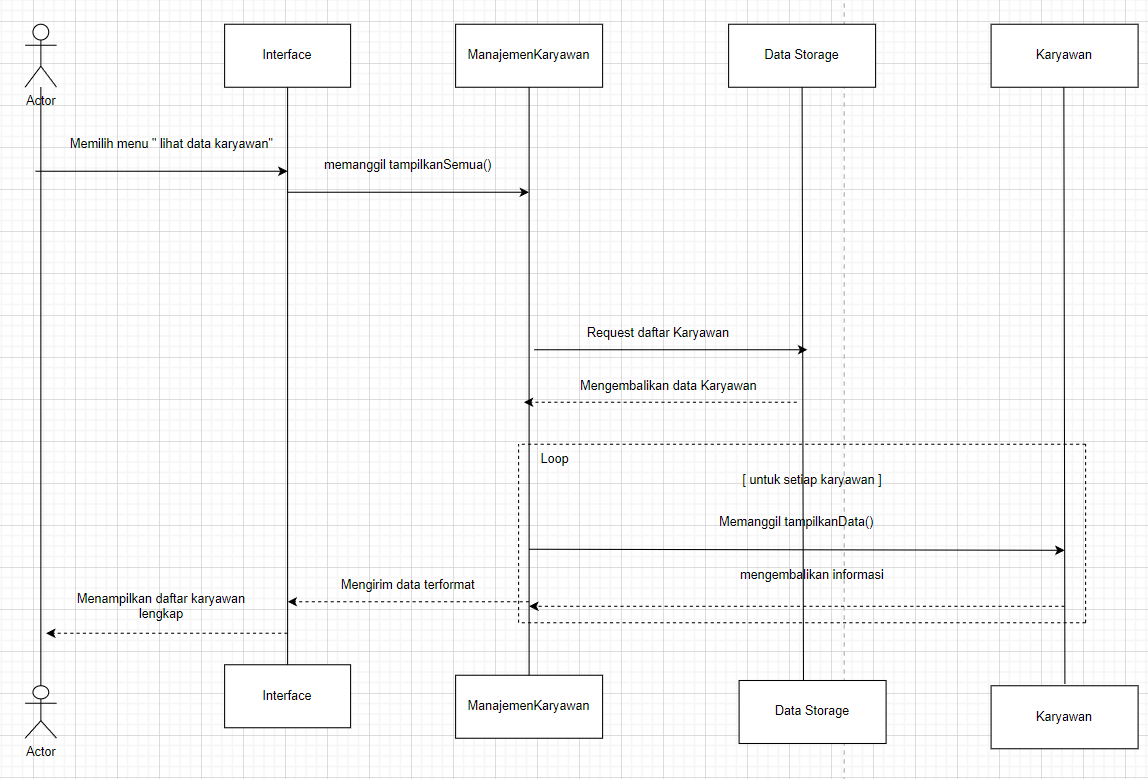 Interface
ManajemenKaryawan
Data Storage
Karyawan
Actor
Memilih menu " lihat data karyawan"
memanggil tampilkanSemua()
Request daftar Karyawan
Mengembalikan data Karyawan
Loop
[ untuk setiap karyawan ]
Memanggil tampilkanData()
mengembalikan informasi
Mengirim data terformat
Menampilkan daftar karyawan
lengkap
Interface
ManajemenKaryawan
Data Storage
Karyawan
Actor